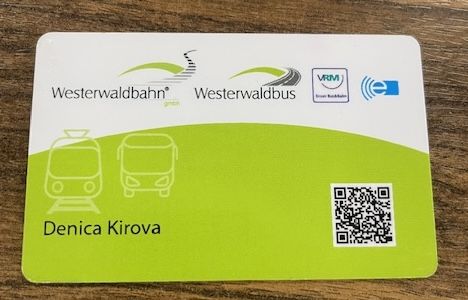 Westerwaldbahn®
gmbh
Westerwaldbus
VRM
e
Denica Kirova